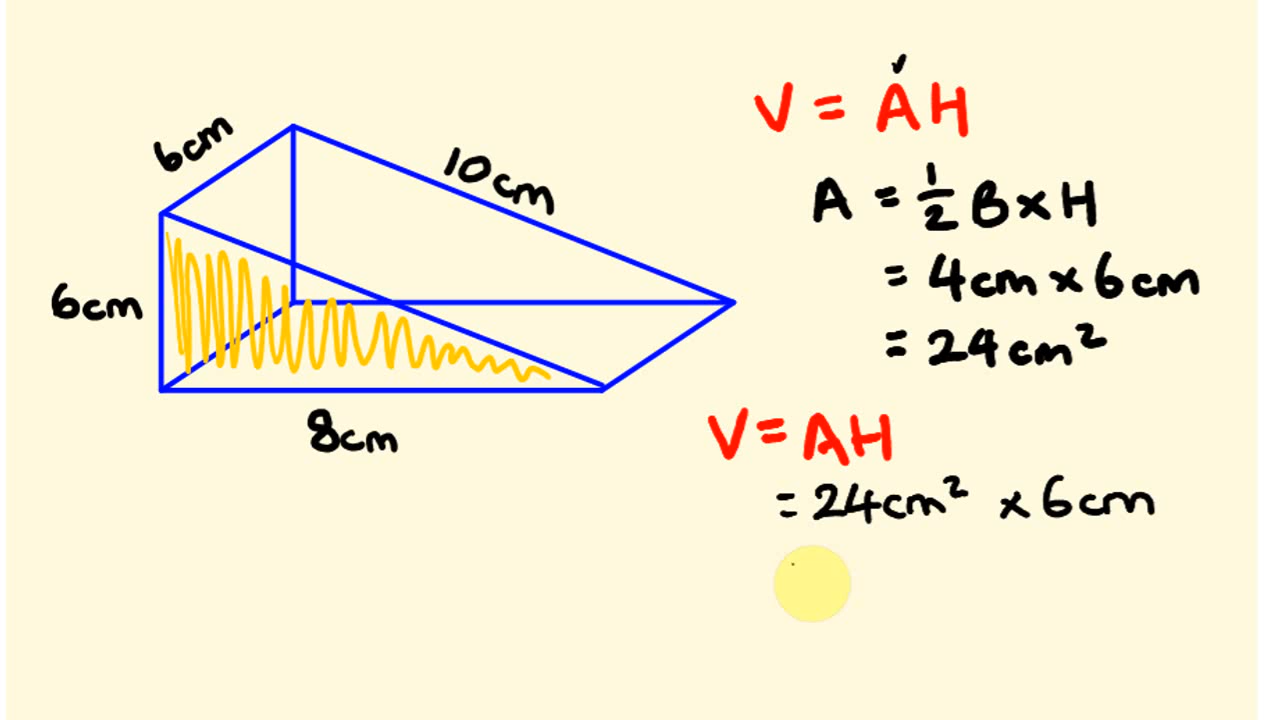 6cm
10cm
6cm
8cm
V = AH
A = 1/2 B x H
= 4cm x 6cm
= 24cm²
V = AH
= 24cm² x 6cm